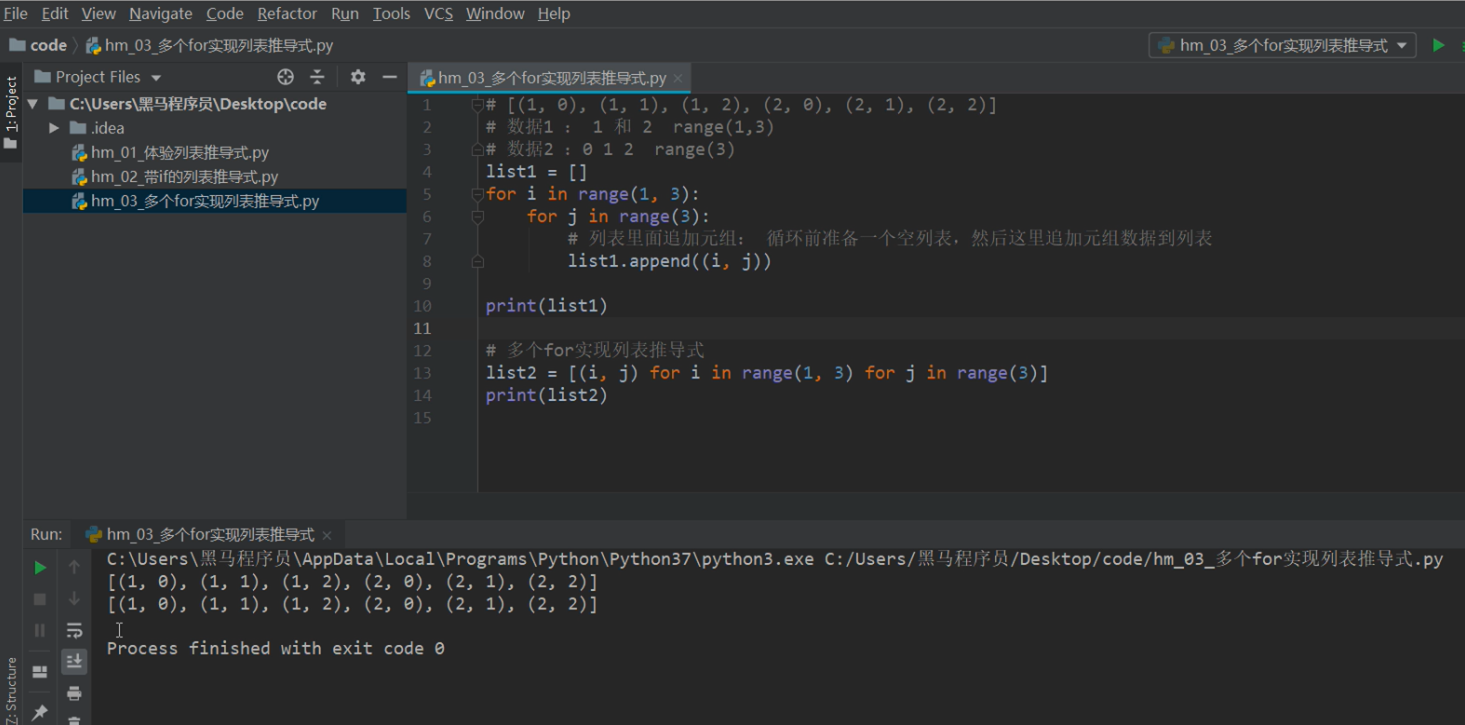 File Edit View Navigate Code Refactor Run Tools VCS Window Help
code hm_03_多个for实现列表推导式.py
hm_03_多个for实现列表推导式
1: Project
Project Files
C:\Users\黑马程序员\Desktop\code
.idea
hm_01_体验列表推导式.py
hm_02_带if的列表推导式.py
hm_03_多个for实现列表推导式.py
hm_03_多个for实现列表推导式.py
1 # [(1, 0), (1, 1), (1, 2), (2, 0), (2, 1), (2, 2)]
2 # 数据1 ： 1 和 2 range(1,3)
3 # 数据2 ：0 1 2 range(3)
4 list1 = []
5 for i in range(1, 3):
6 for j in range(3):
7 # 列表里面追加元组： 循环前准备一个空列表，然后这里追加元组数据到列表
8 list1.append((i, j))
9
10 print(list1)
11
12 # 多个for实现列表推导式
13 list2 = [(i, j) for i in range(1, 3) for j in range(3)]
14 print(list2)
15
Run: hm_03_多个for实现列表推导式
C:\Users\黑马程序员\AppData\Local\Programs\Python\Python37\python3.exe C:/Users/黑马程序员/Desktop/code/hm_03_多个for实现列表推导式.py
[(1, 0), (1, 1), (1, 2), (2, 0), (2, 1), (2, 2)]
[(1, 0), (1, 1), (1, 2), (2, 0), (2, 1), (2, 2)]
Process finished with exit code 0
Z: Structure